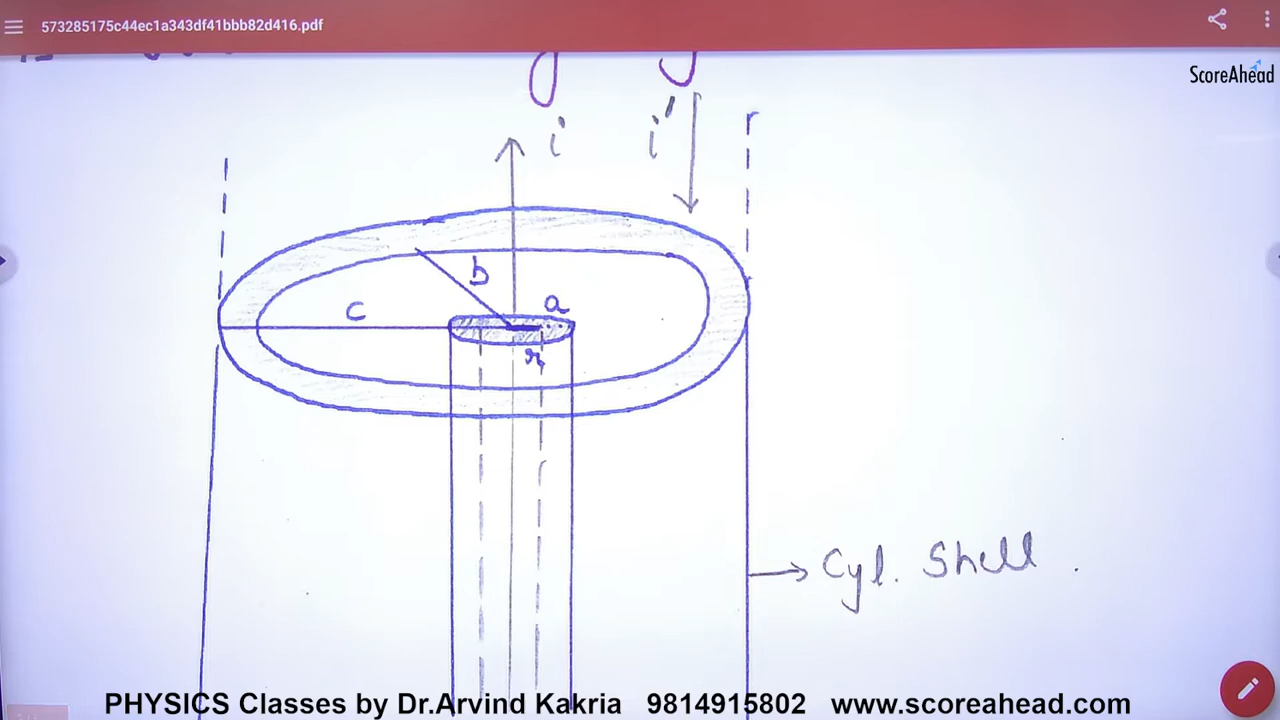 573285175c44ec1a343df41bbb82d416.pdf
ScoreAhead
i i' r
b
c a
r
Cyl. Shell.
PHYSICS Classes by Dr.Arvind Kakria 9814915802 www.scoreahead.com